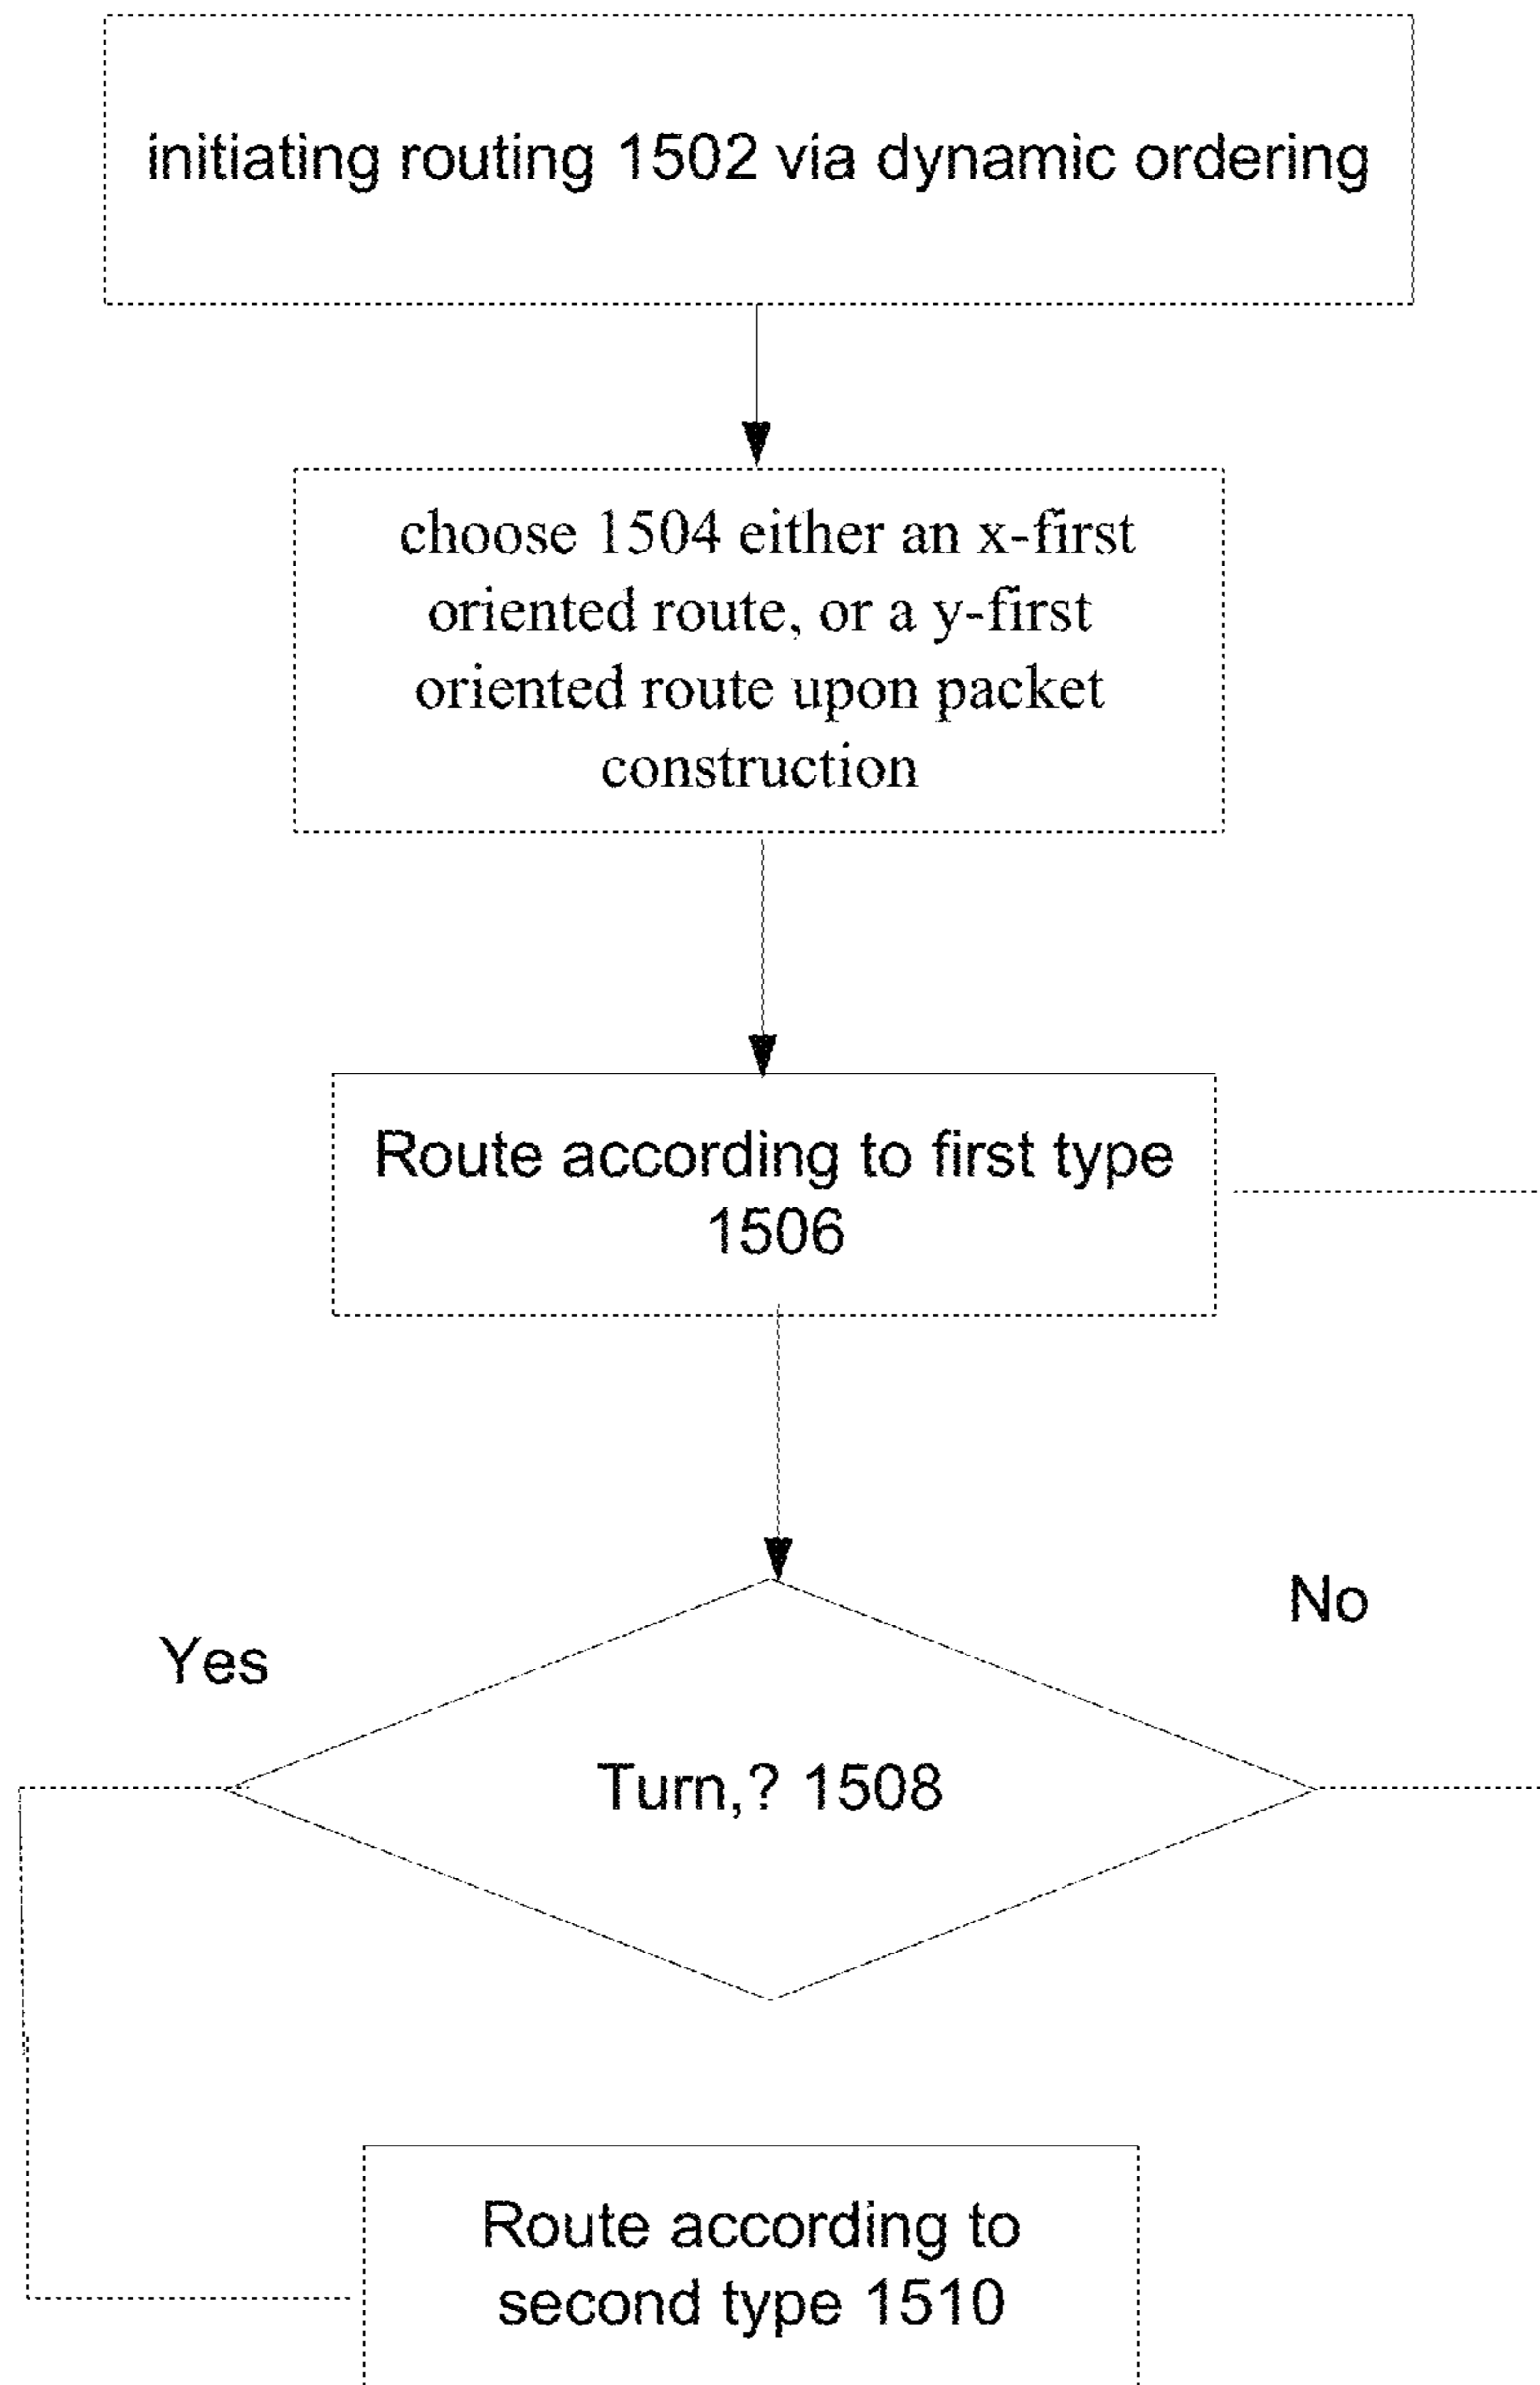 initiating routing 1502 via dynamic ordering
choose 1504 either an x-first
oriented route, or a y-first
oriented route upon packet
construction
Route according to first type
1506
No
Yes
Turn,? 1508
Route according to
second type 1510